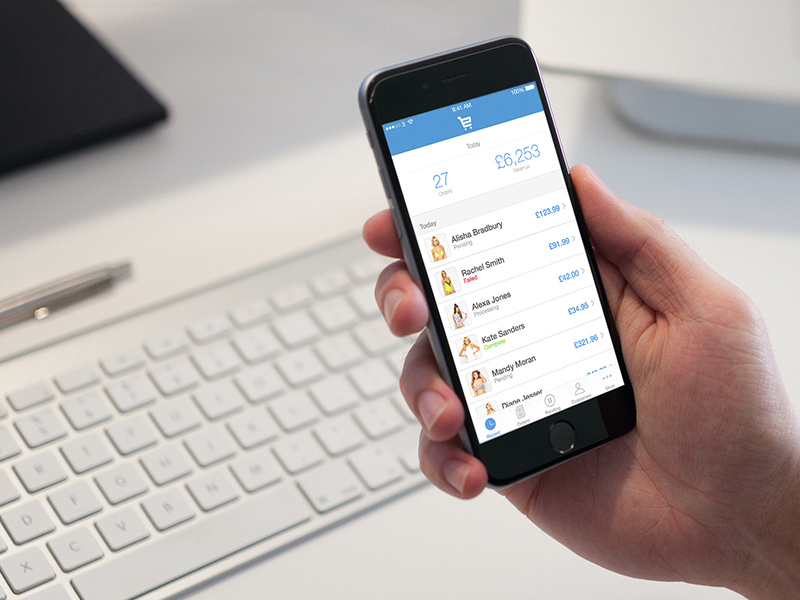 3
9:41 AM
100%
Today
27
£6,253
Orders
Revenue
Today
Alisha Bradbury
£123.99
Pending
Rachel Smith
£91.99
Failed
Alexa Jones
£42.00
Processing
Kate Sanders
£34.95
Complete
Mandy Moran
£321.95
Pending
Diane Jesser
Recent
Orders
Pending
Customers
More
S
E
R
T
Y
D
F
G
H
X
C
V
B
N
M